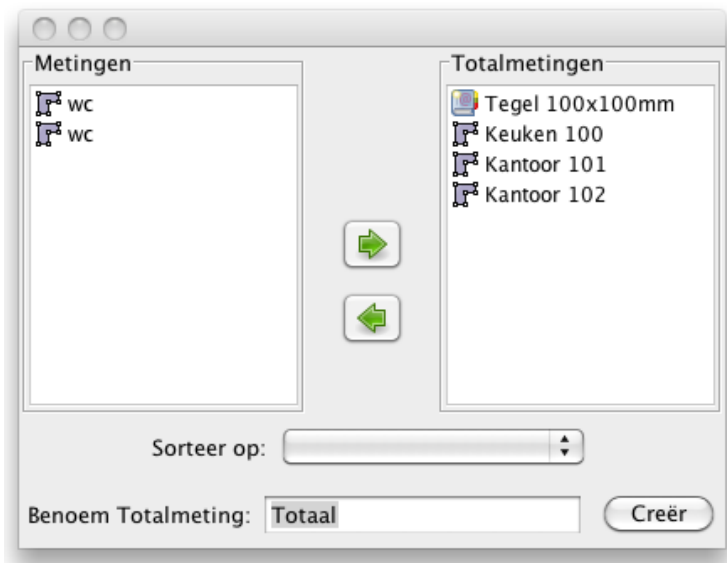 Metingen
wc
wc
Totalmetingen
Tegel 100x100mm
Keuken 100
Kantoor 101
Kantoor 102
Sorteer op:
Benoem Totalmeting: Totaal Creër